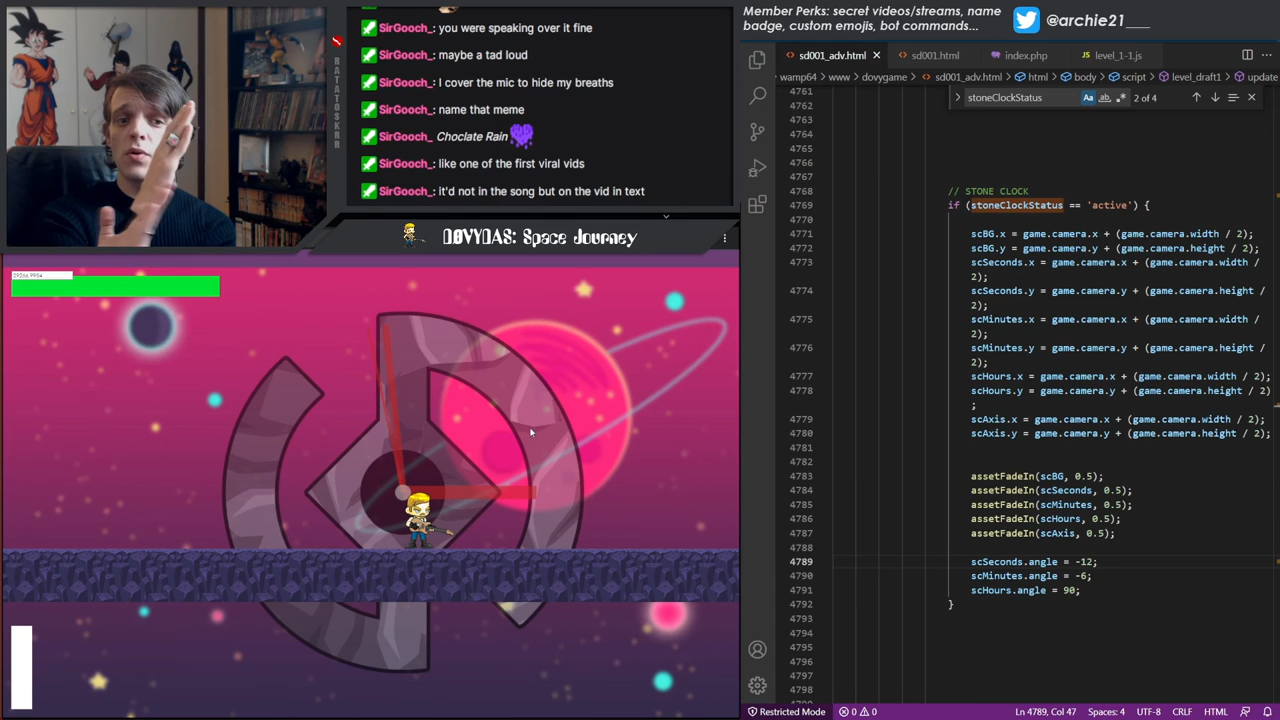 RATATOSKR
SirGooch_: you were speaking over it fine
SirGooch_: maybe a tad loud
SirGooch_: I cover the mic to hide my breaths
SirGooch_: name that meme
SirGooch_ Choclate Rain
SirGooch_: like one of the first viral vids
SirGooch_: it'd not in the song but on the vid in text
DOVYDAS: Space Journey
Member Perks: secret videos/streams, name
badge, custom emojis, bot commands...
@archie21___
sd001_adv.html
sd001.html
index.php
level_1-1.js
wamp64 > www > dovygame > sd001_adv.html > html > body > script > level_draft1 > update
stoneClockStatus
Aa
ab
2 of 4
4761
4762
4763
4764
4765
4766
4767
4768 // STONE CLOCK
4769 if (stoneClockStatus == 'active') {
4770
4771 scBG.x = game.camera.x + (game.camera.width / 2);
4772 scBG.y = game.camera.y + (game.camera.height / 2);
4773 scSeconds.x = game.camera.x + (game.camera.width /
2);
4774 scSeconds.y = game.camera.y + (game.camera.height /
2);
4775 scMinutes.x = game.camera.x + (game.camera.width /
2);
4776 scMinutes.y = game.camera.y + (game.camera.height /
2);
4777 scHours.x = game.camera.x + (game.camera.width / 2);
4778 scHours.y = game.camera.y + (game.camera.height / 2)
;
4779 scAxis.x = game.camera.x + (game.camera.width / 2);
4780 scAxis.y = game.camera.y + (game.camera.height / 2);
4781
4782
4783 assetFadeIn(scBG, 0.5);
4784 assetFadeIn(scSeconds, 0.5);
4785 assetFadeIn(scMinutes, 0.5);
4786 assetFadeIn(scHours, 0.5);
4787 assetFadeIn(scAxis, 0.5);
4788
4789 scSeconds.angle = -12;
4790 scMinutes.angle = -6;
4791 scHours.angle = 90;
4792 }
4793
4794
4795
4796
4797
4798
Restricted Mode
0
0
Ln 4789, Col 47
Spaces: 4
UTF-8
CRLF
HTML